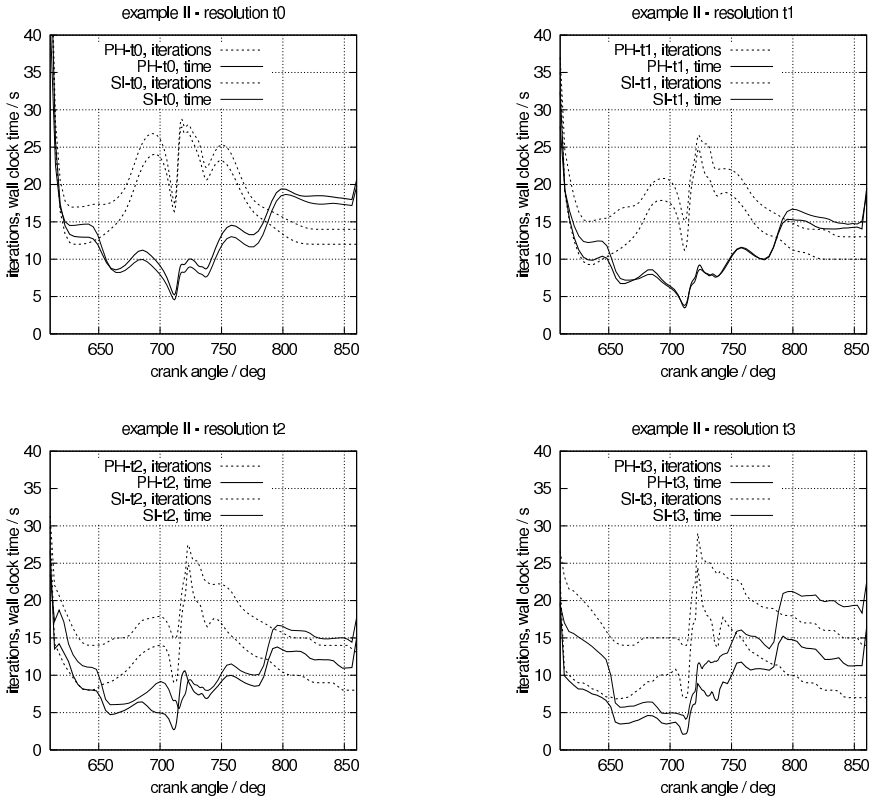 example II - resolution t0
iterations, wall clock time / s
40
35
30
25
20
15
10
5
0
PH-t0, iterations
PH-t0, time
SI-t0, iterations
SI-t0, time
650 700 750 800 850
crank angle / deg
example II - resolution t1
iterations, wall clock time / s
40
35
30
25
20
15
10
5
0
PH-t1, iterations
PH-t1, time
SI-t1, iterations
SI-t1, time
650 700 750 800 850
crank angle / deg
example II - resolution t2
iterations, wall clock time / s
40
35
30
25
20
15
10
5
0
PH-t2, iterations
PH-t2, time
SI-t2, iterations
SI-t2, time
650 700 750 800 850
crank angle / deg
example II - resolution t3
iterations, wall clock time / s
40
35
30
25
20
15
10
5
0
PH-t3, iterations
PH-t3, time
SI-t3, iterations
SI-t3, time
650 700 750 800 850
crank angle / deg